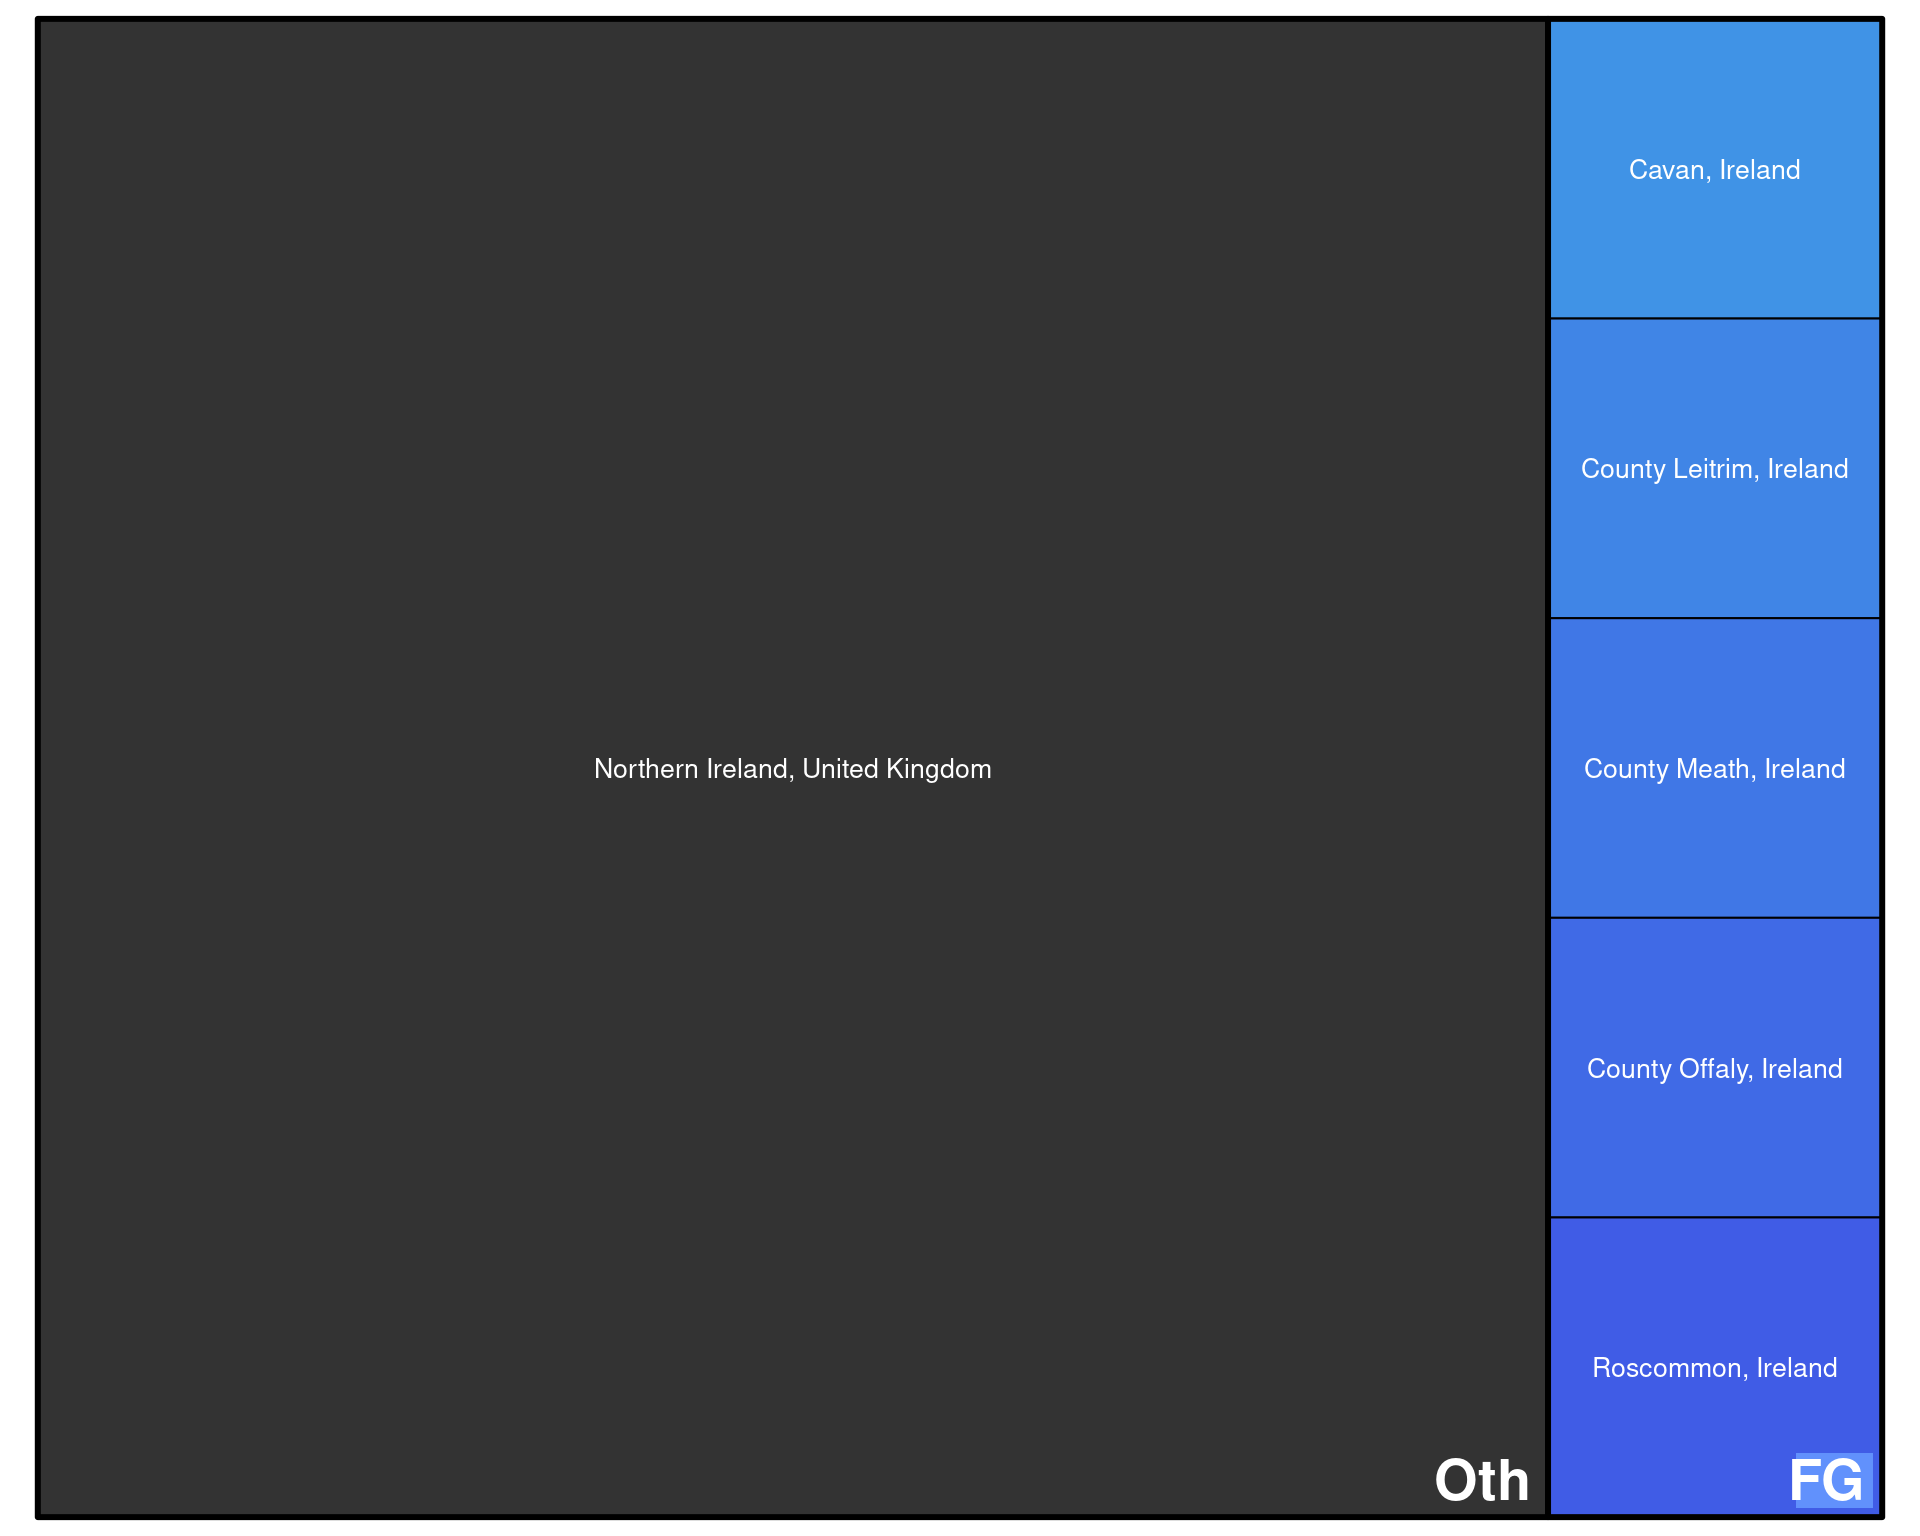 Cavan, Ireland
County Leitrim, Ireland
Northern Ireland, United Kingdom
County Meath, Ireland
County Offaly, Ireland
Roscommon, Ireland
Oth
FG